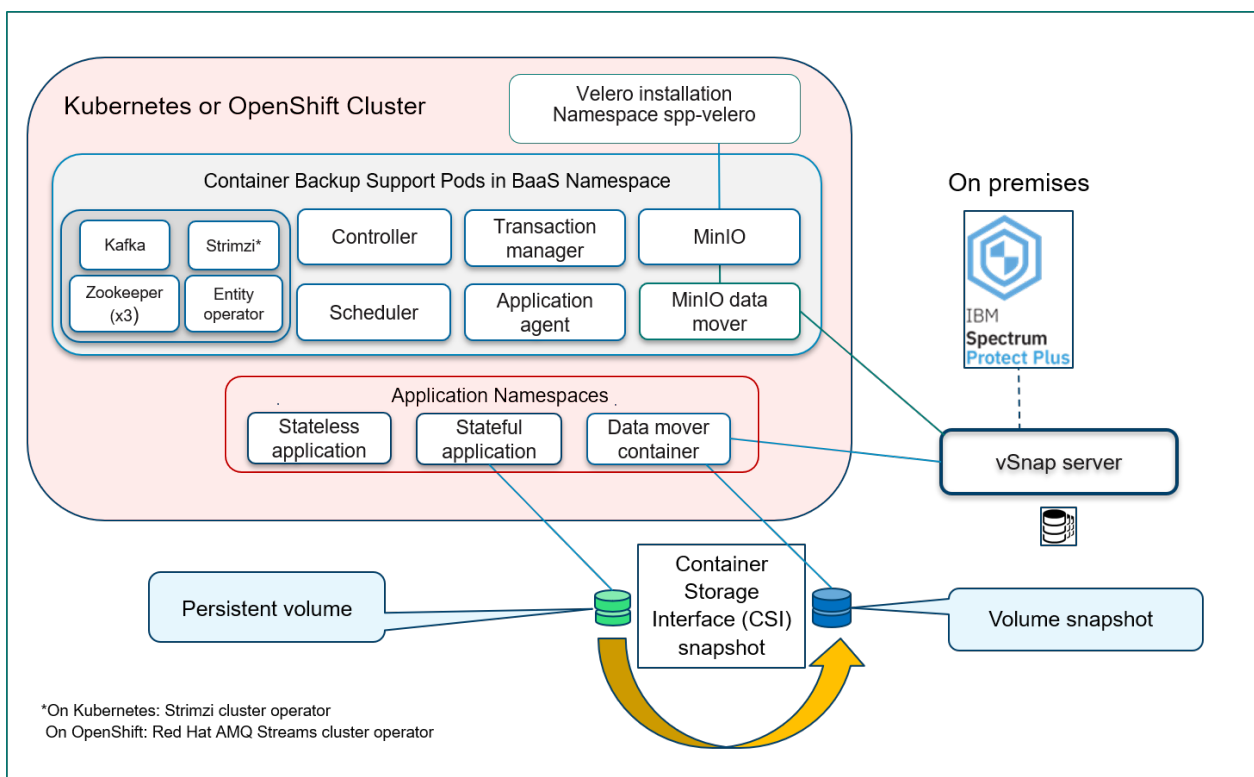 Kubernetes or OpenShift Cluster
Velero installation
Namespace spp-velero
Container Backup Support Pods in BaaS Namespace
Kafka
Strimzi*
Zookeeper
(x3)
Entity
operator
Controller
Transaction
manager
MinIO
Scheduler
Application
agent
MinIO data
mover
Application Namespaces
Stateless
application
Stateful
application
Data mover
container
On premises
IBM
Spectrum
Protect Plus
vSnap server
Persistent volume
Container
Storage
Interface (CSI)
snapshot
Volume snapshot
*On Kubernetes: Strimzi cluster operator
On OpenShift: Red Hat AMQ Streams cluster operator